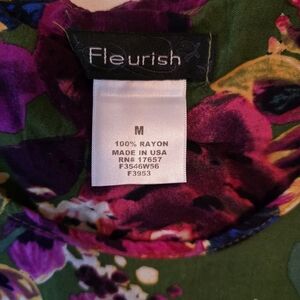 Fleurish
M
100% RAYON
MADE IN USA
RN# 17657
F3546W56
F3953